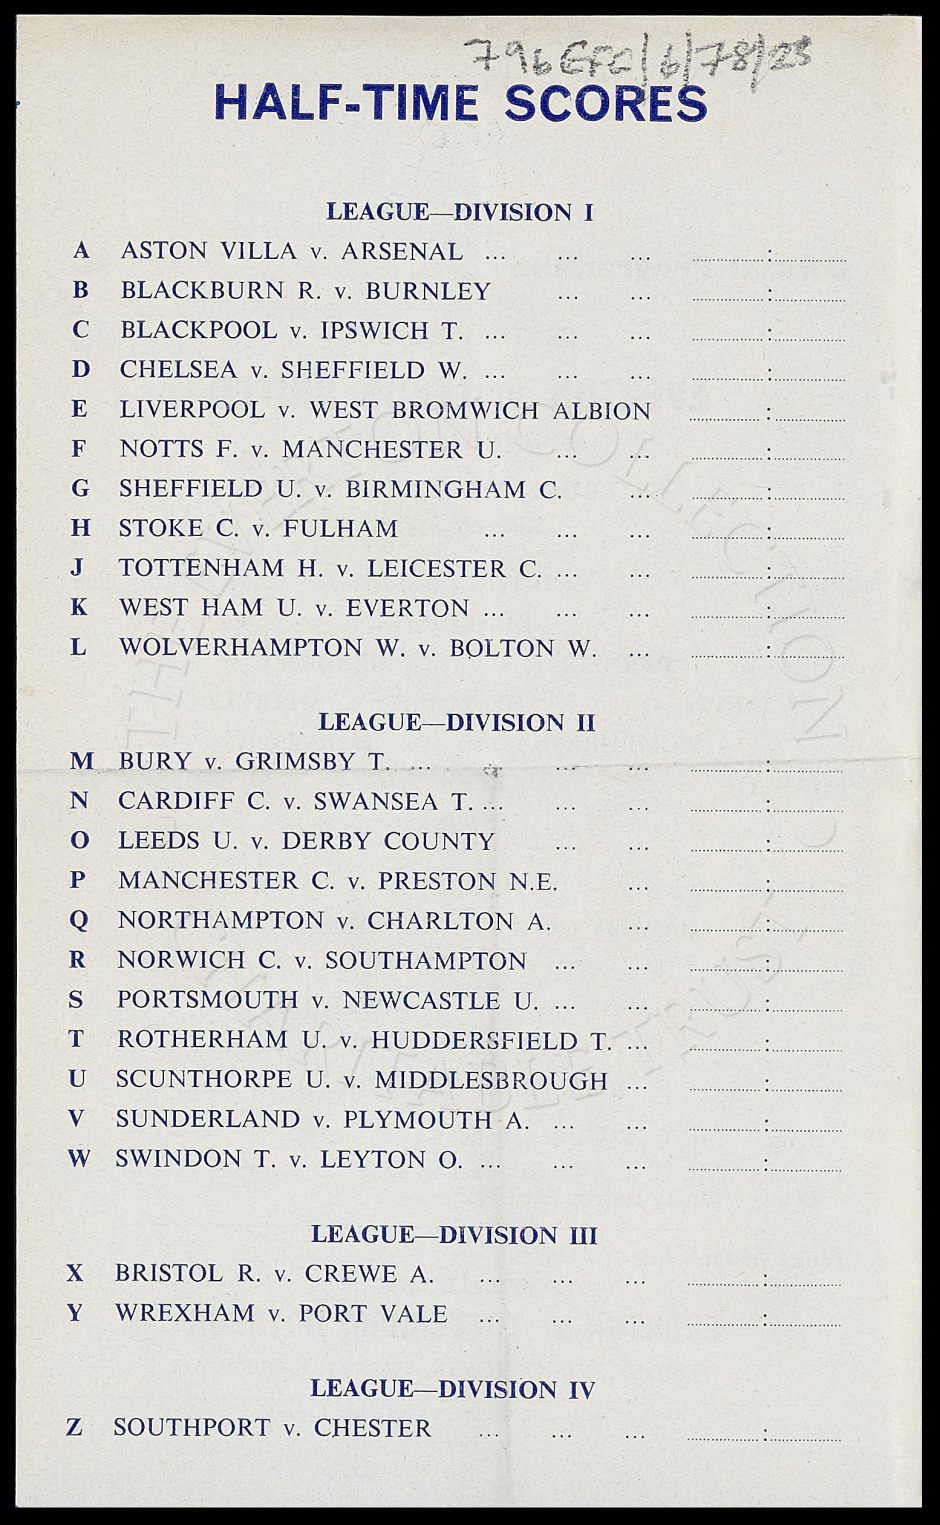 796 EFC/6/78/23
HALF-TIME SCORES
LEAGUE—DIVISION I
A ASTON VILLA v. ARSENAL ... ... ... ............:............
B BLACKBURN R. v. BURNLEY ... ... ............:............
C BLACKPOOL v. IPSWICH T. ... ... ... ............:............
D CHELSEA v. SHEFFIELD W. ... ... ... ............:............
E LIVERPOOL v. WEST BROMWICH ALBION ............:............
F NOTTS F. v. MANCHESTER U. ... ... ............:............
G SHEFFIELD U. v. BIRMINGHAM C. ... ............:............
H STOKE C. v. FULHAM ... ... ... ............:............
J TOTTENHAM H. v. LEICESTER C. ... ... ............:............
K WEST HAM U. v. EVERTON ... ... ... ............:............
L WOLVERHAMPTON W. v. BOLTON W. ... ............:............
LEAGUE—DIVISION II
M BURY v. GRIMSBY T. ... ... ... ... ............:............
N CARDIFF C. v. SWANSEA T. ... ... ... ............:............
O LEEDS U. v. DERBY COUNTY ... ... ............:............
P MANCHESTER C. v. PRESTON N.E. ... ............:............
Q NORTHAMPTON v. CHARLTON A. ... ............:............
R NORWICH C. v. SOUTHAMPTON ... ... ............:............
S PORTSMOUTH v. NEWCASTLE U. ... ... ............:............
T ROTHERHAM U. v. HUDDERSFIELD T. ... ............:............
U SCUNTHORPE U. v. MIDDLESBROUGH ... ............:............
V SUNDERLAND v. PLYMOUTH A. ... ... ............:............
W SWINDON T. v. LEYTON O. ... ... ... ............:............
LEAGUE—DIVISION III
X BRISTOL R. v. CREWE A. ... ... ... ............:............
Y WREXHAM v. PORT VALE ... ... ... ............:............
LEAGUE—DIVISION IV
Z SOUTHPORT v. CHESTER ... ... ... ............:............